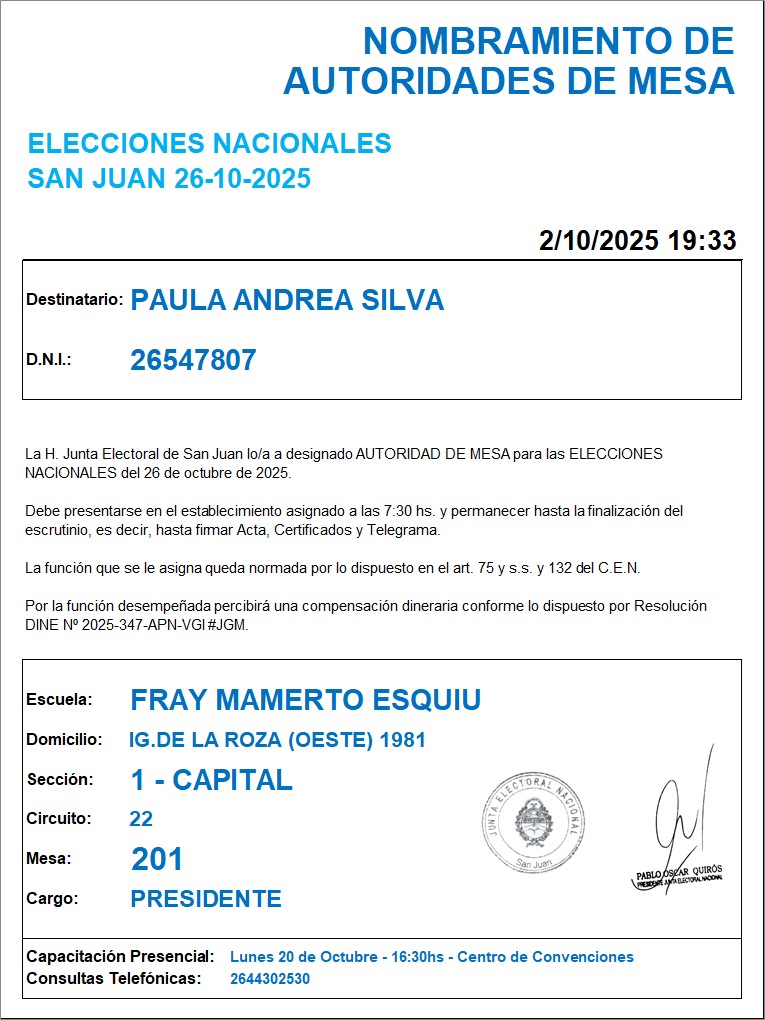 NOMBRAMIENTO DE
AUTORIDADES DE MESA
ELECCIONES NACIONALES
SAN JUAN 26-10-2025
2/10/2025 19:33
Destinatario: PAULA ANDREA SILVA
D.N.I.: 26547807
La H. Junta Electoral de San Juan lo/a a designado AUTORIDAD DE MESA para las ELECCIONES
NACIONALES del 26 de octubre de 2025.
Debe presentarse en el establecimiento asignado a las 7:30 hs. y permanecer hasta la finalización del
escrutinio, es decir, hasta firmar Acta, Certificados y Telegrama.
La función que se le asigna queda normada por lo dispuesto en el art. 75 y s.s. y 132 del C.E.N.
Por la función desempeñada percibirá una compensación dineraria conforme lo dispuesto por Resolución
DINE Nº 2025-347-APN-VGI#JGM.
Escuela: FRAY MAMERTO ESQUIU
Domicilio: IG.DE LA ROZA (OESTE) 1981
Sección: 1 - CAPITAL
Circuito: 22
Mesa: 201
Cargo: PRESIDENTE
JUNTA ELECTORAL NACIONAL
San Juan
PABLO OSCAR QUIRÓS
PRESIDENTE JUNTA ELECTORAL NACIONAL
Capacitación Presencial: Lunes 20 de Octubre - 16:30hs - Centro de Convenciones
Consultas Telefónicas: 2644302530